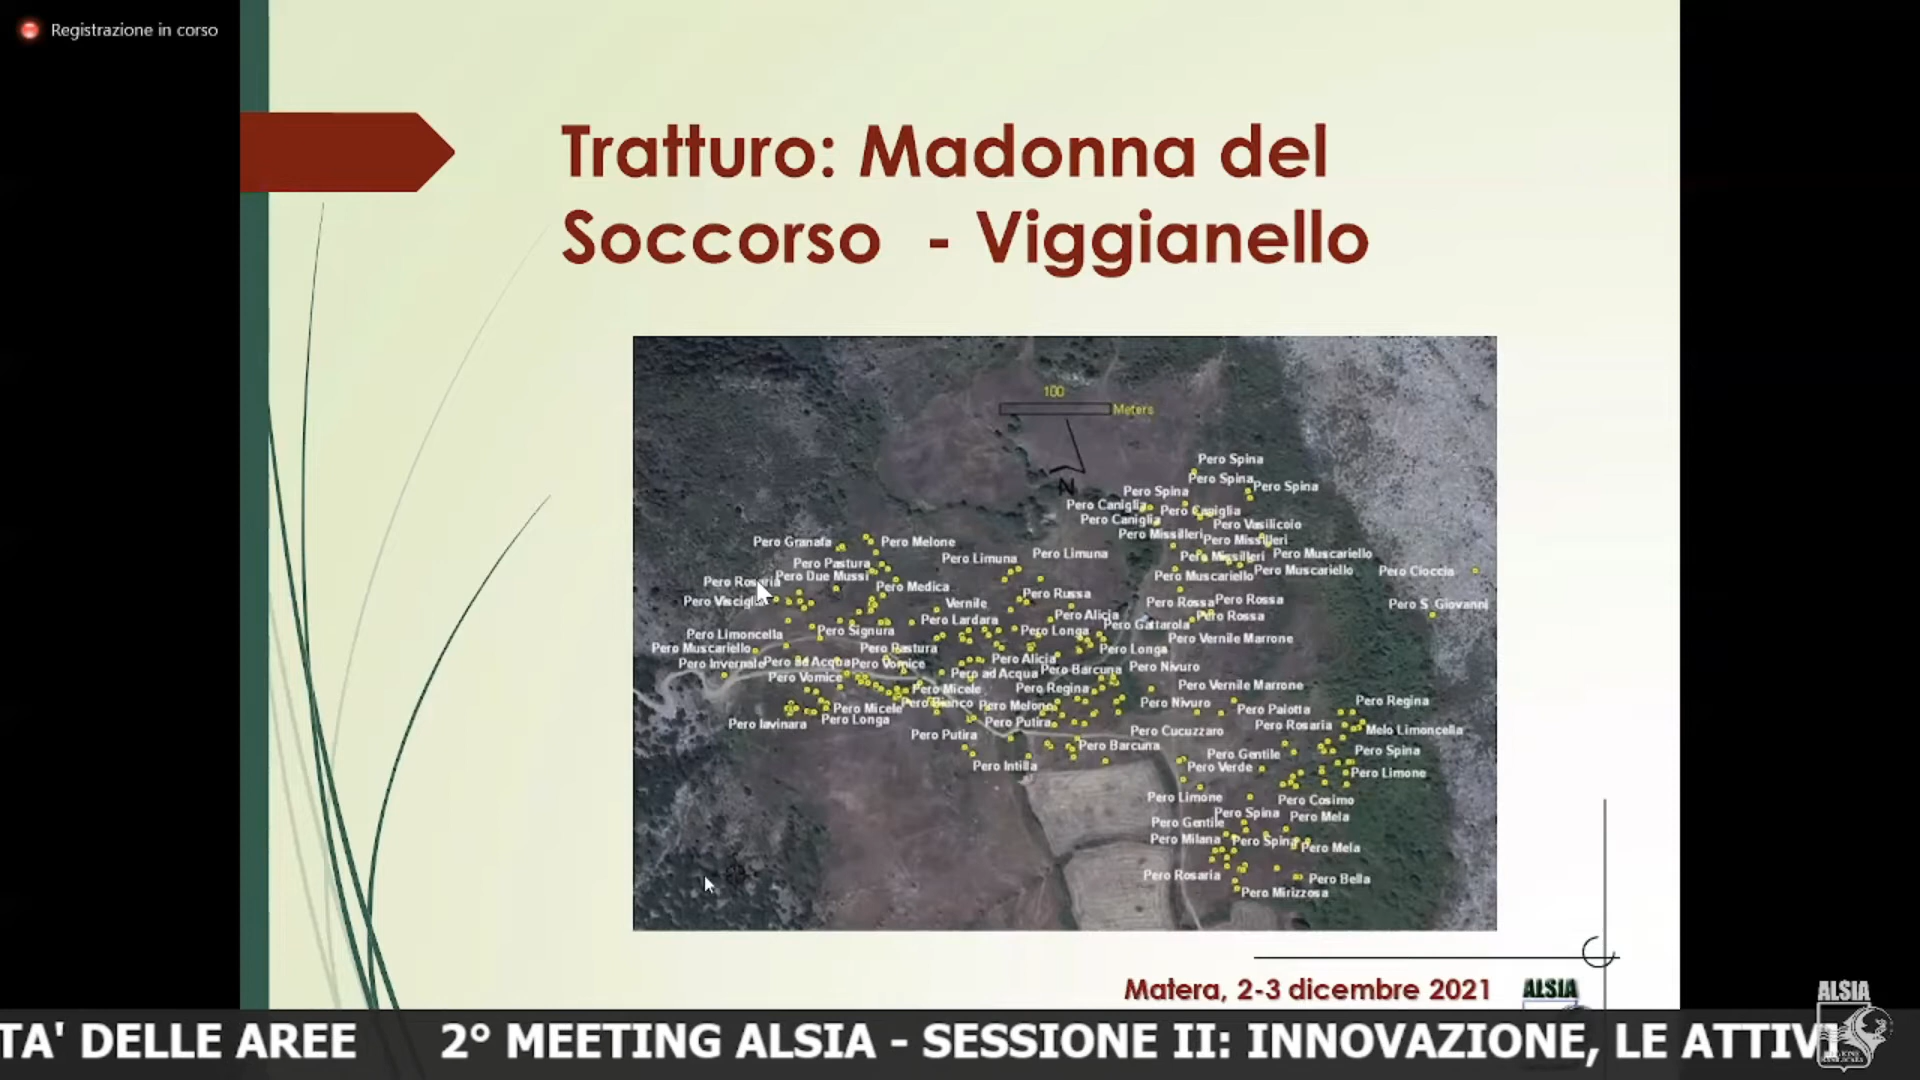 Registrazione in corso
Tratturo: Madonna del
Soccorso - Viggianello
100
Meters
N
Pero Spina
Pero Spina
Pero Spina
Pero Spina
Pero Caniglia
Pero Caniglia
Pero Caniglia
Pero Vasilicoio
Pero Missilleri
Pero Missilleri
Pero Missilleri
Pero Muscariello
Pero Muscariello
Pero Muscariello
Pero Cioccia
Pero S. Giovanni
Pero Granata
Pero Melone
Pero Limuna
Pero Limuna
Pero Pastura
Pero Due Mussi
Pero Rosaria
Pero Medica
Pero Russa
Vernile
Pero Alicia
Pero Rossa
Pero Rossa
Pero Rossa
Pero Lardara
Pero Longa
Pero Gattarola
Pero Signura
Pero Limoncella
Pero Muscariello
Pero Pastura
Pero Longa
Pero Vernile Marrone
Pero Invernale
Pero ad Acqua
Pero Vornice
Pero Alicia
Pero ad Acqua
Pero Barcuna
Pero Nivuro
Pero Vornice
Pero Micele
Pero Regina
Pero Vernile Marrone
Pero Micele
Pero Bianco
Pero Melone
Pero Nivuro
Pero Paiotta
Pero Regina
Pero Iavinara
Pero Longa
Pero Putira
Pero Putira
Pero Cucuzzaro
Pero Rosaria
Melo Limoncella
Pero Barcuna
Pero Gentile
Pero Spina
Pero Intilla
Pero Verde
Pero Limone
Pero Limone
Pero Cosimo
Pero Spina
Pero Mela
Pero Gentile
Pero Milana
Pero Spina
Pero Mela
Pero Rosaria
Pero Bella
Pero Mirizzosa
Matera, 2-3 dicembre 2021
ALSIA
ALSIA
TA' DELLE AREE 2° MEETING ALSIA - SESSIONE II: INNOVAZIONE, LE ATTIVI